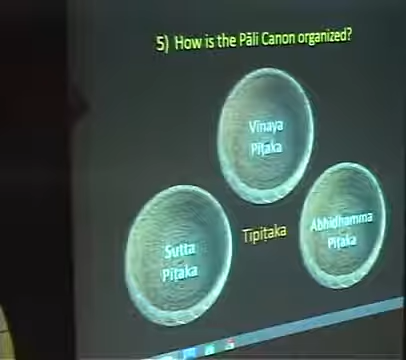 5) How is the Pāli Canon organized?
Vinaya
Piṭaka
Sutta
Piṭaka
Tipiṭaka
Abhidhamma
Piṭaka